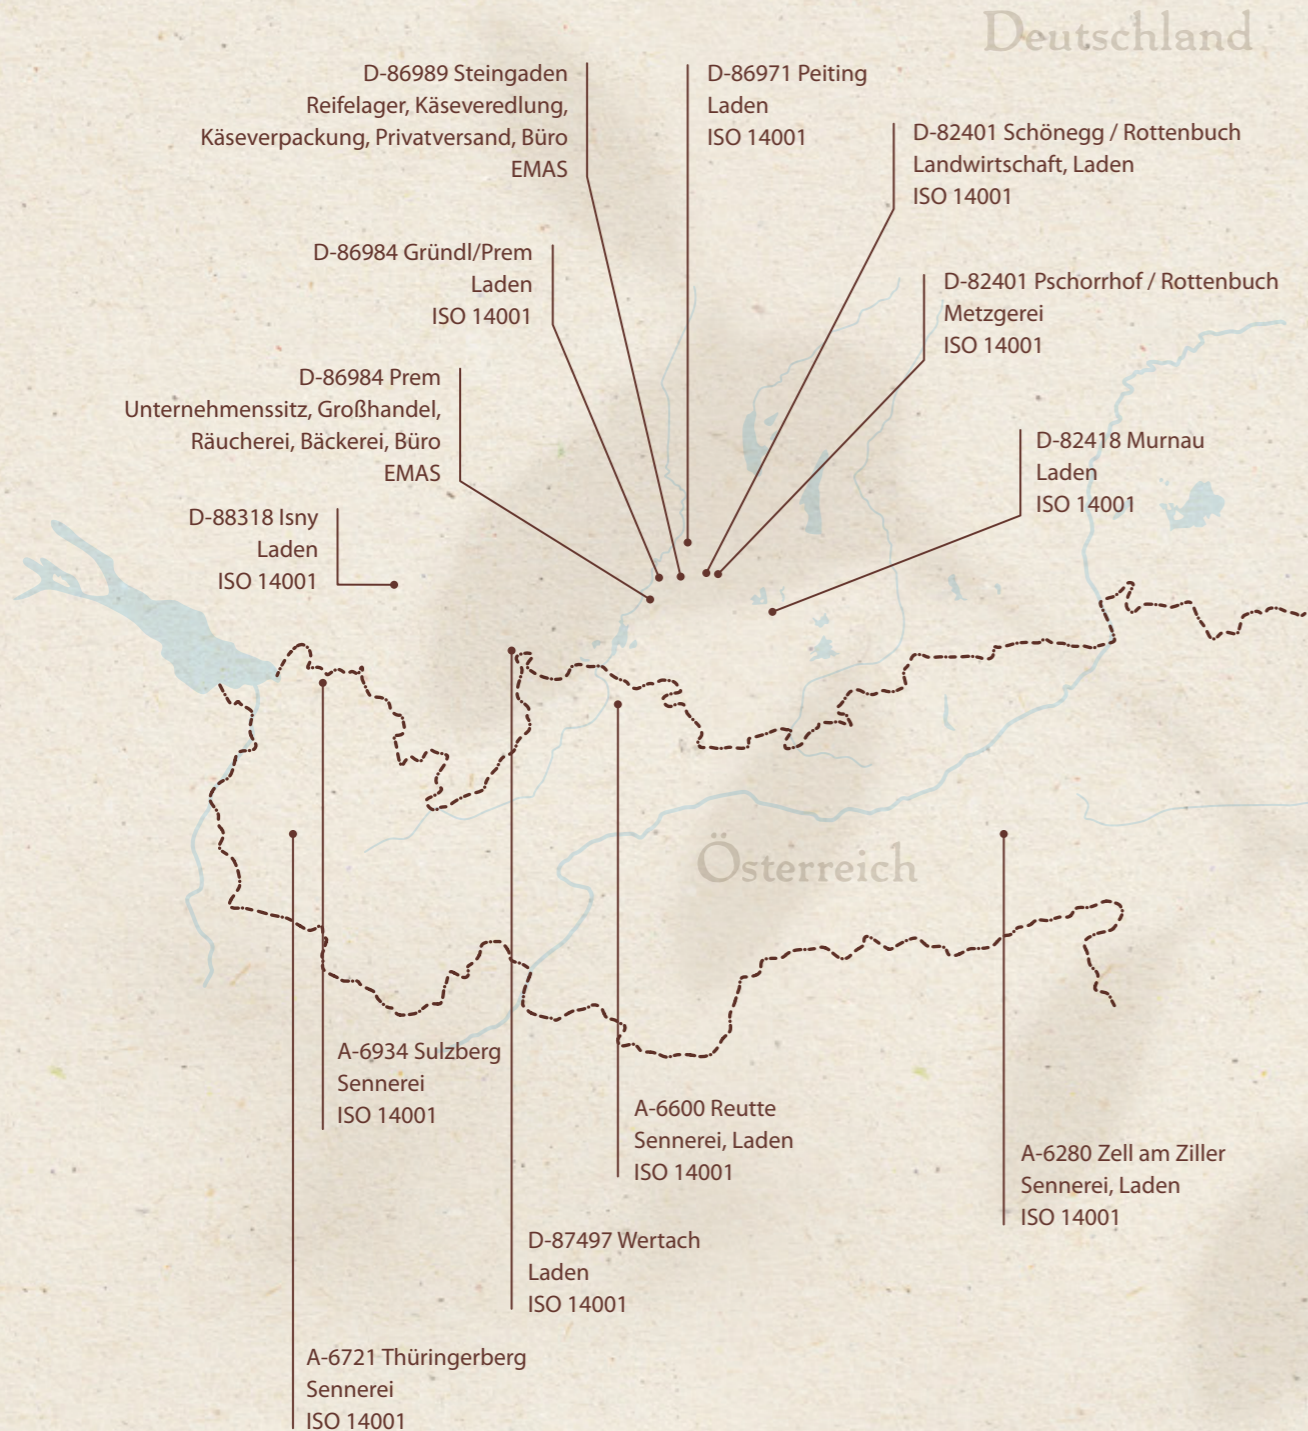 Deutschland
D-86989 Steingaden
Reifelager, Käseveredlung,
Käseverpackung, Privatversand, Büro
EMAS
D-86971 Peiting
Laden
ISO 14001
D-82401 Schönegg / Rottenbuch
Landwirtschaft, Laden
ISO 14001
D-86984 Gründl/Prem
Laden
ISO 14001
D-82401 Pschorrhof / Rottenbuch
Metzgerei
ISO 14001
D-86984 Prem
Unternehmenssitz, Großhandel,
Räucherei, Bäckerei, Büro
EMAS
D-82418 Murnau
Laden
ISO 14001
D-88318 Isny
Laden
ISO 14001
Österreich
A-6934 Sulzberg
Sennerei
ISO 14001
A-6600 Reutte
Sennerei, Laden
ISO 14001
A-6280 Zell am Ziller
Sennerei, Laden
ISO 14001
D-87497 Wertach
Laden
ISO 14001
A-6721 Thüringerberg
Sennerei
ISO 14001